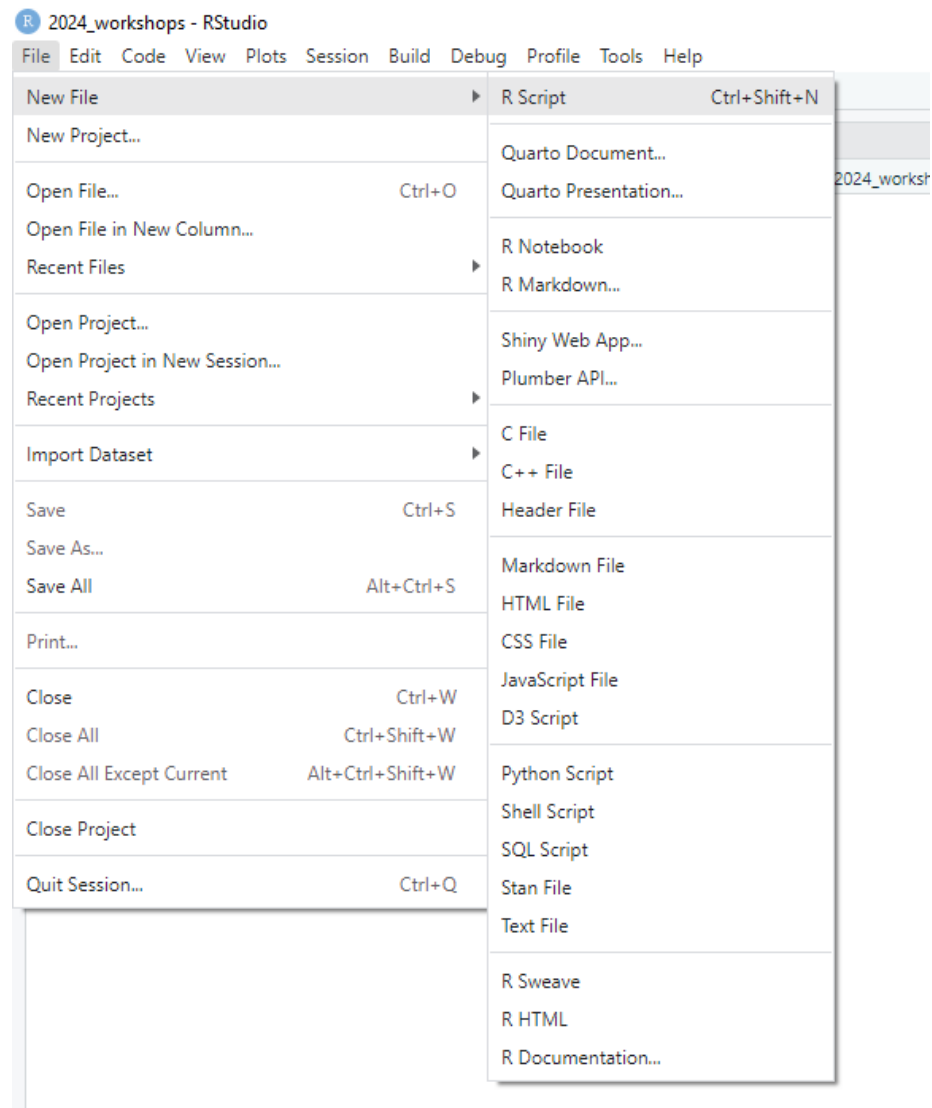 R 2024_workshops - RStudio
File Edit Code View Plots Session Build Debug Profile Tools Help
New File
New Project...
Open File... Ctrl+O
Open File in New Column...
Recent Files
Open Project...
Open Project in New Session...
Recent Projects
Import Dataset
Save Ctrl+S
Save As...
Save All Alt+Ctrl+S
Print...
Close Ctrl+W
Close All Ctrl+Shift+W
Close All Except Current Alt+Ctrl+Shift+W
Close Project
Quit Session... Ctrl+Q
R Script Ctrl+Shift+N
Quarto Document...
Quarto Presentation...
R Notebook
R Markdown...
Shiny Web App...
Plumber API...
C File
C++ File
Header File
Markdown File
HTML File
CSS File
JavaScript File
D3 Script
Python Script
Shell Script
SQL Script
Stan File
Text File
R Sweave
R HTML
R Documentation...
2024_worksh